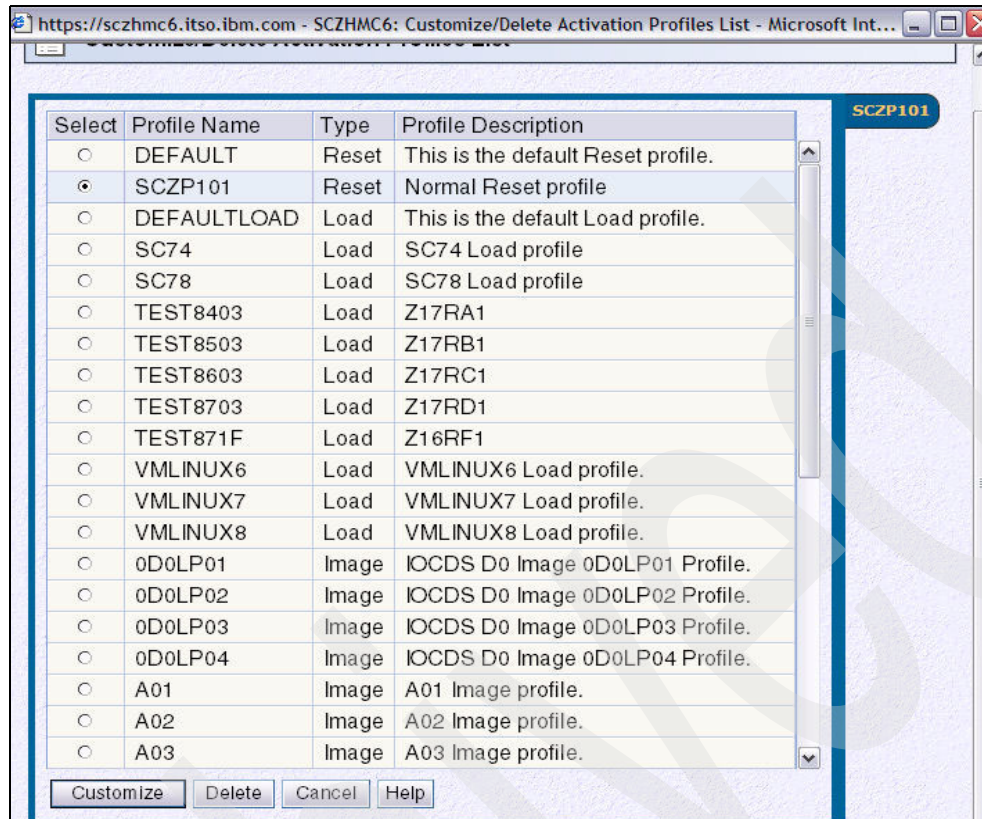 https://sczhmc6.itso.ibm.com - SCZHMC6: Customize/Delete Activation Profiles List - Microsoft Int...
Customize/Delete Activation Profiles List
SCZP101
Select Profile Name Type Profile Description
DEFAULT Reset This is the default Reset profile.
SCZP101 Reset Normal Reset profile
DEFAULTLOAD Load This is the default Load profile.
SC74 Load SC74 Load profile
SC78 Load SC78 Load profile
TEST8403 Load Z17RA1
TEST8503 Load Z17RB1
TEST8603 Load Z17RC1
TEST8703 Load Z17RD1
TEST871F Load Z16RF1
VMLINUX6 Load VMLINUX6 Load profile.
VMLINUX7 Load VMLINUX7 Load profile.
VMLINUX8 Load VMLINUX8 Load profile.
0D0LP01 Image IOCDS D0 Image 0D0LP01 Profile.
0D0LP02 Image IOCDS D0 Image 0D0LP02 Profile.
0D0LP03 Image IOCDS D0 Image 0D0LP03 Profile.
0D0LP04 Image IOCDS D0 Image 0D0LP04 Profile.
A01 Image A01 Image profile.
A02 Image A02 Image profile.
A03 Image A03 Image profile.
Customize Delete Cancel Help